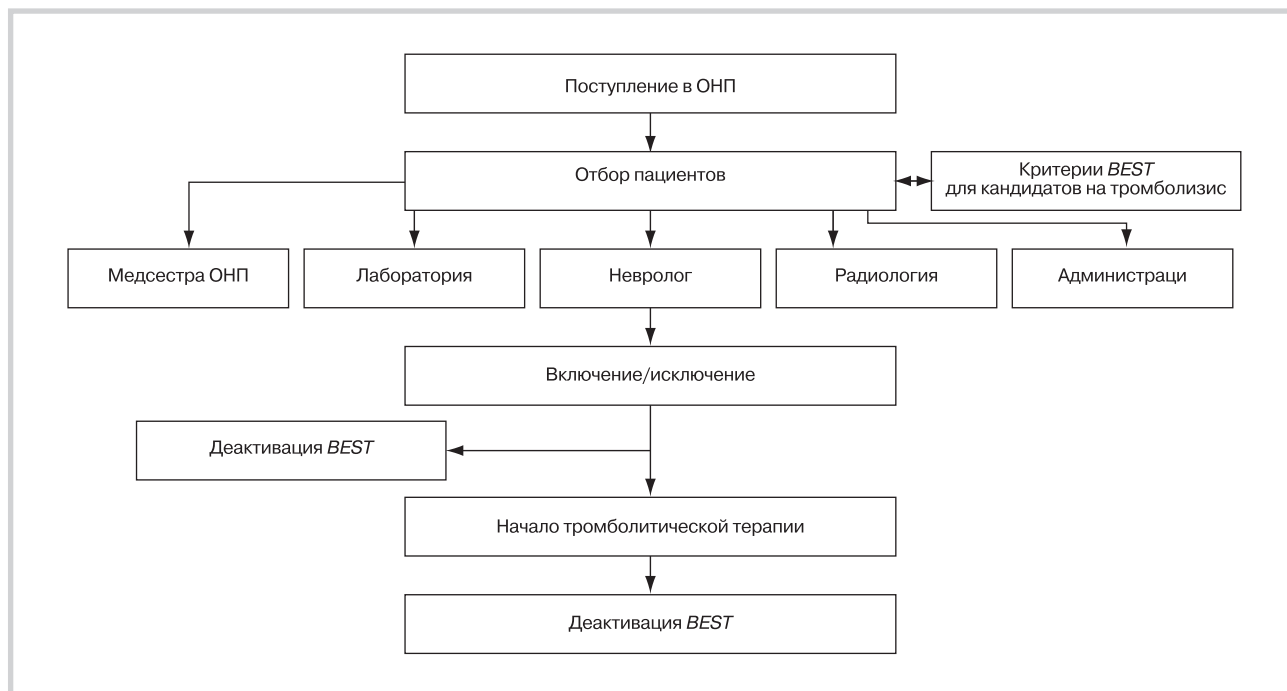 Поступление в ОНП
Отбор пациентов
Критерии BEST
для кандидатов на тромболизис
Медсестра ОНП
Лаборатория
Невролог
Радиология
Администраци
Включение/исключение
Деактивация BEST
Начало тромболитической терапии
Деактивация BEST